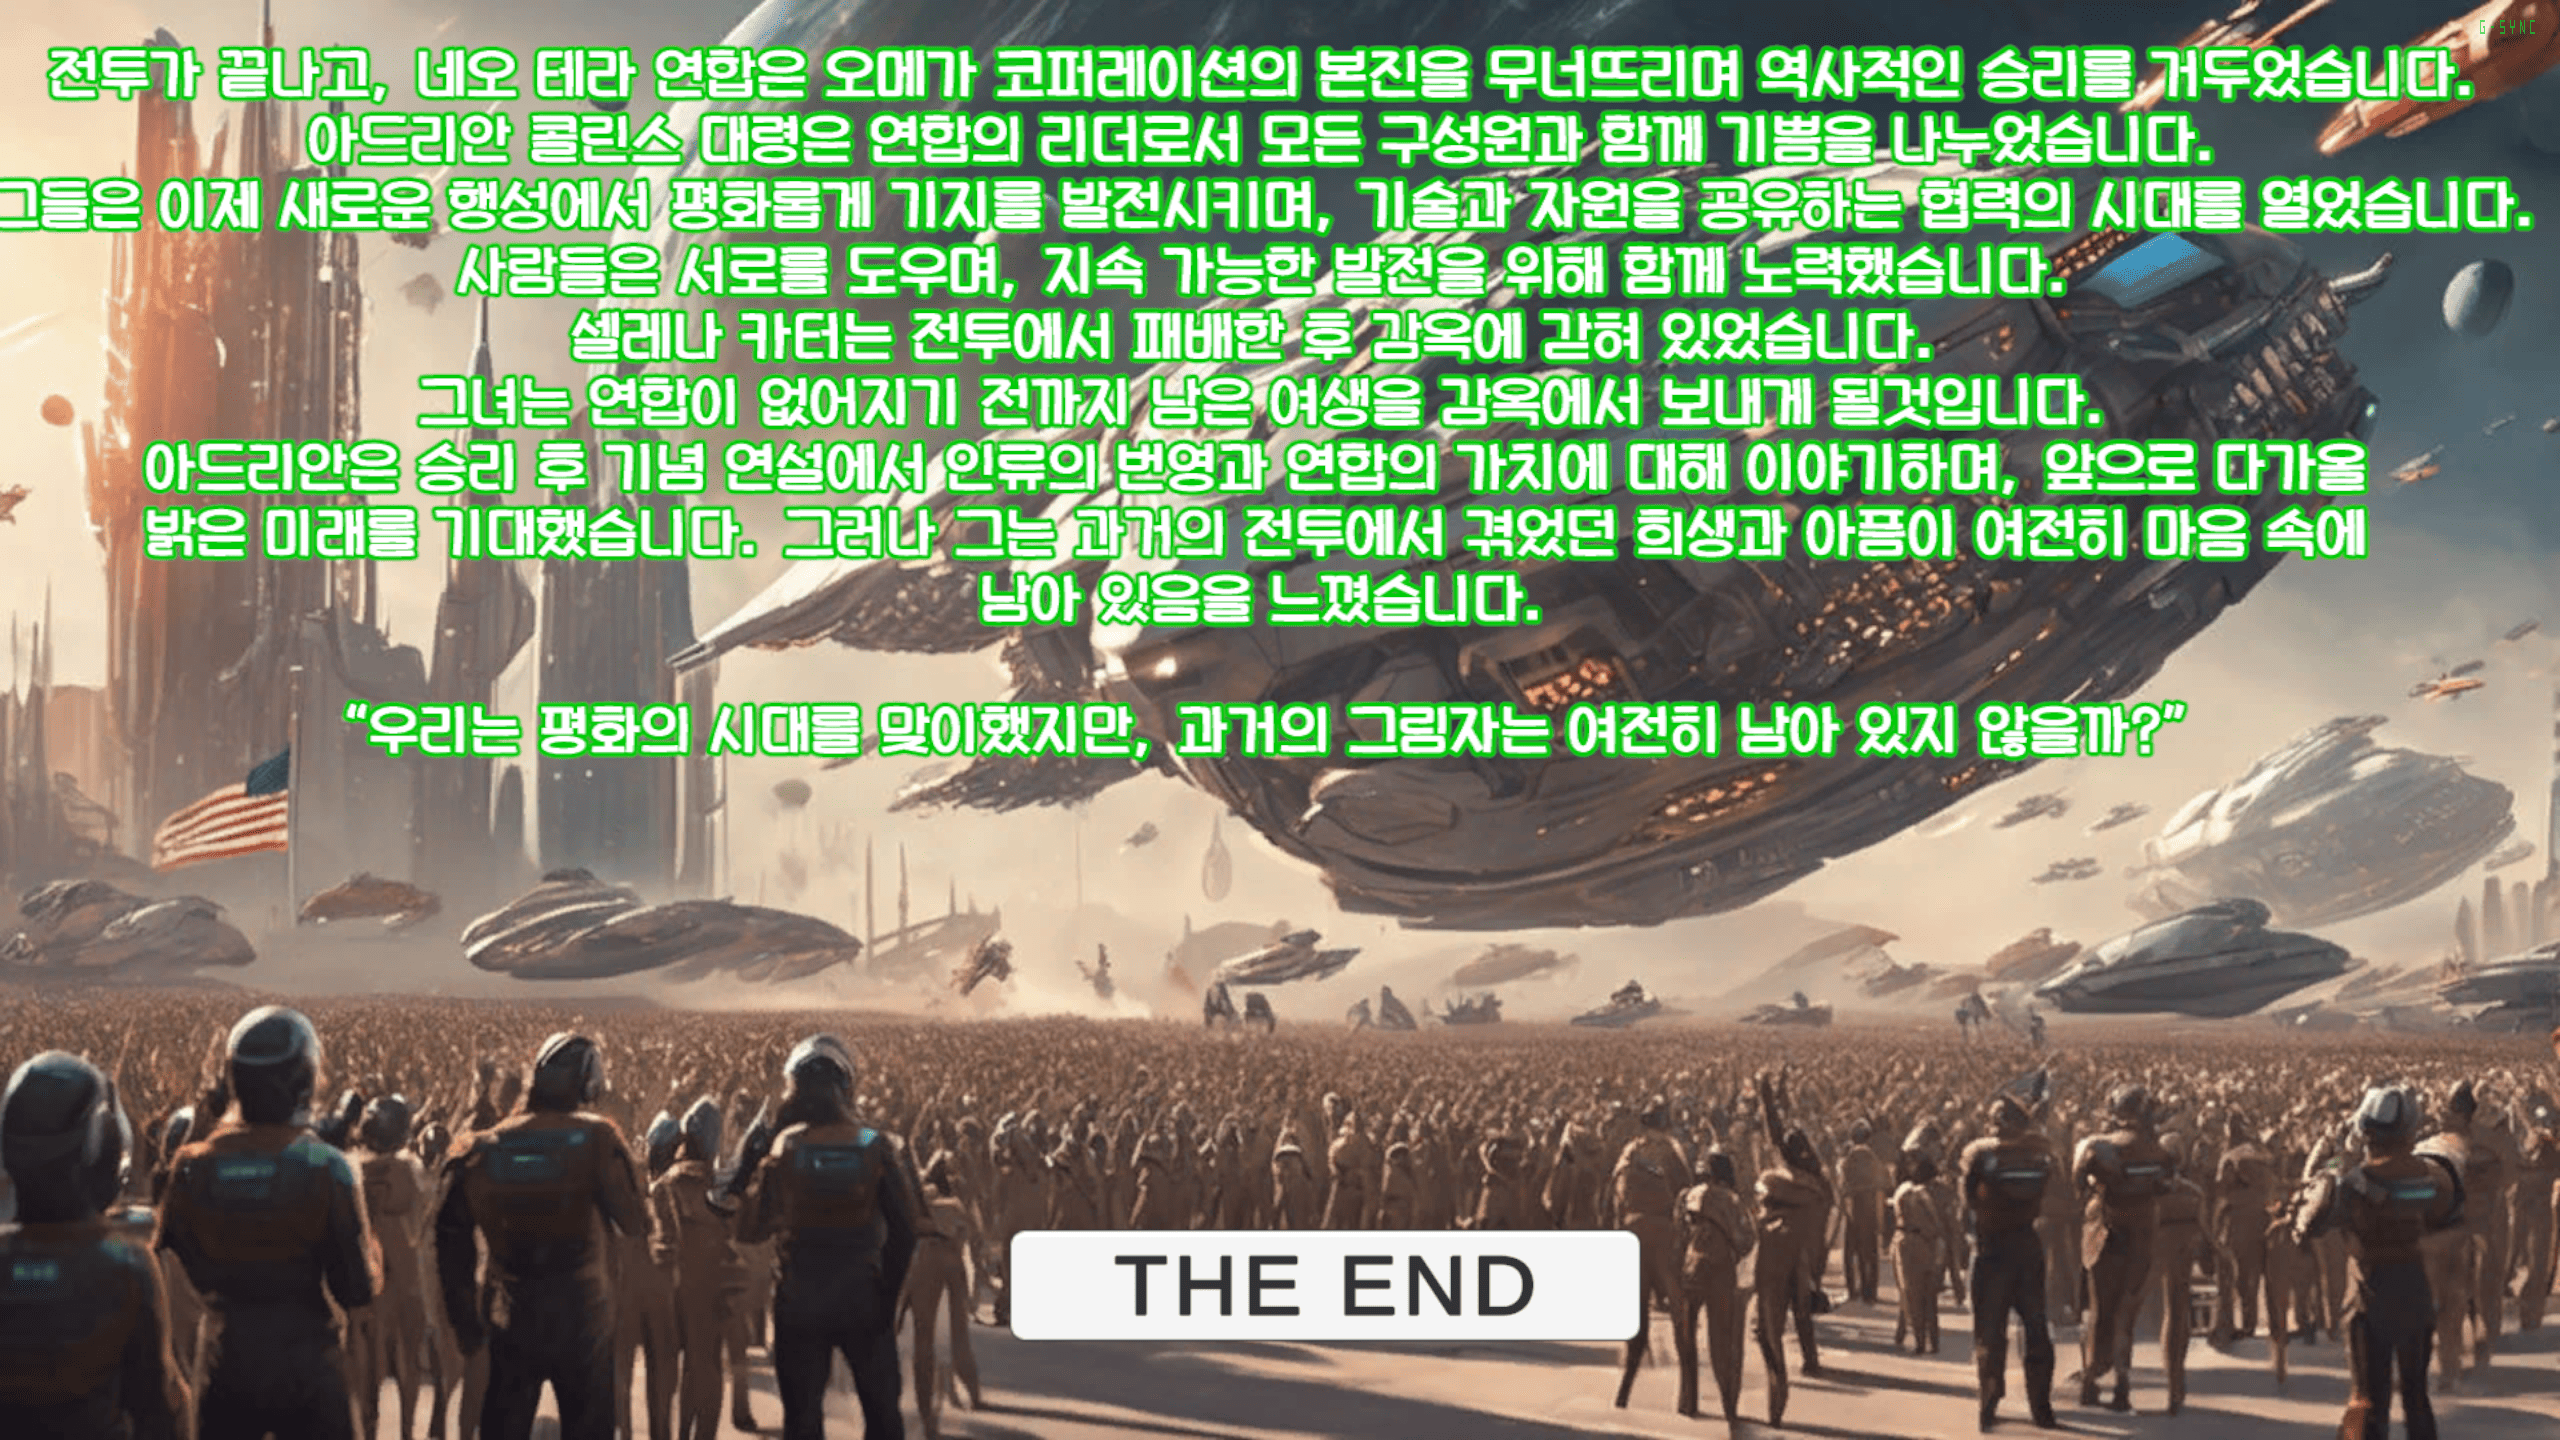 G-SYNC
전투가 끝나고, 네오 테라 연합은 오메가 코퍼레이션의 본진을 무너뜨리며 역사적인 승리를 거두었습니다.
아드리안 콜린스 대령은 연합의 리더로서 모든 구성원과 함께 기쁨을 나누었습니다.
그들은 이제 새로운 행성에서 평화롭게 기지를 발전시키며, 기술과 자원을 공유하는 협력의 시대를 열었습니다.
사람들은 서로를 도우며, 지속 가능한 발전을 위해 함께 노력했습니다.
셀레나 카터는 전투에서 패배한 후 감옥에 갇혀 있었습니다.
그녀는 연합이 없어지기 전까지 남은 여생을 감옥에서 보내게 될것입니다.
아드리안은 승리 후 기념 연설에서 인류의 번영과 연합의 가치에 대해 이야기하며, 앞으로 다가올
밝은 미래를 기대했습니다. 그러나 그는 과거의 전투에서 겪었던 희생과 아픔이 여전히 마음 속에
남아 있음을 느꼈습니다.
“우리는 평화의 시대를 맞이했지만, 과거의 그림자는 여전히 남아 있지 않을까?”
THE END